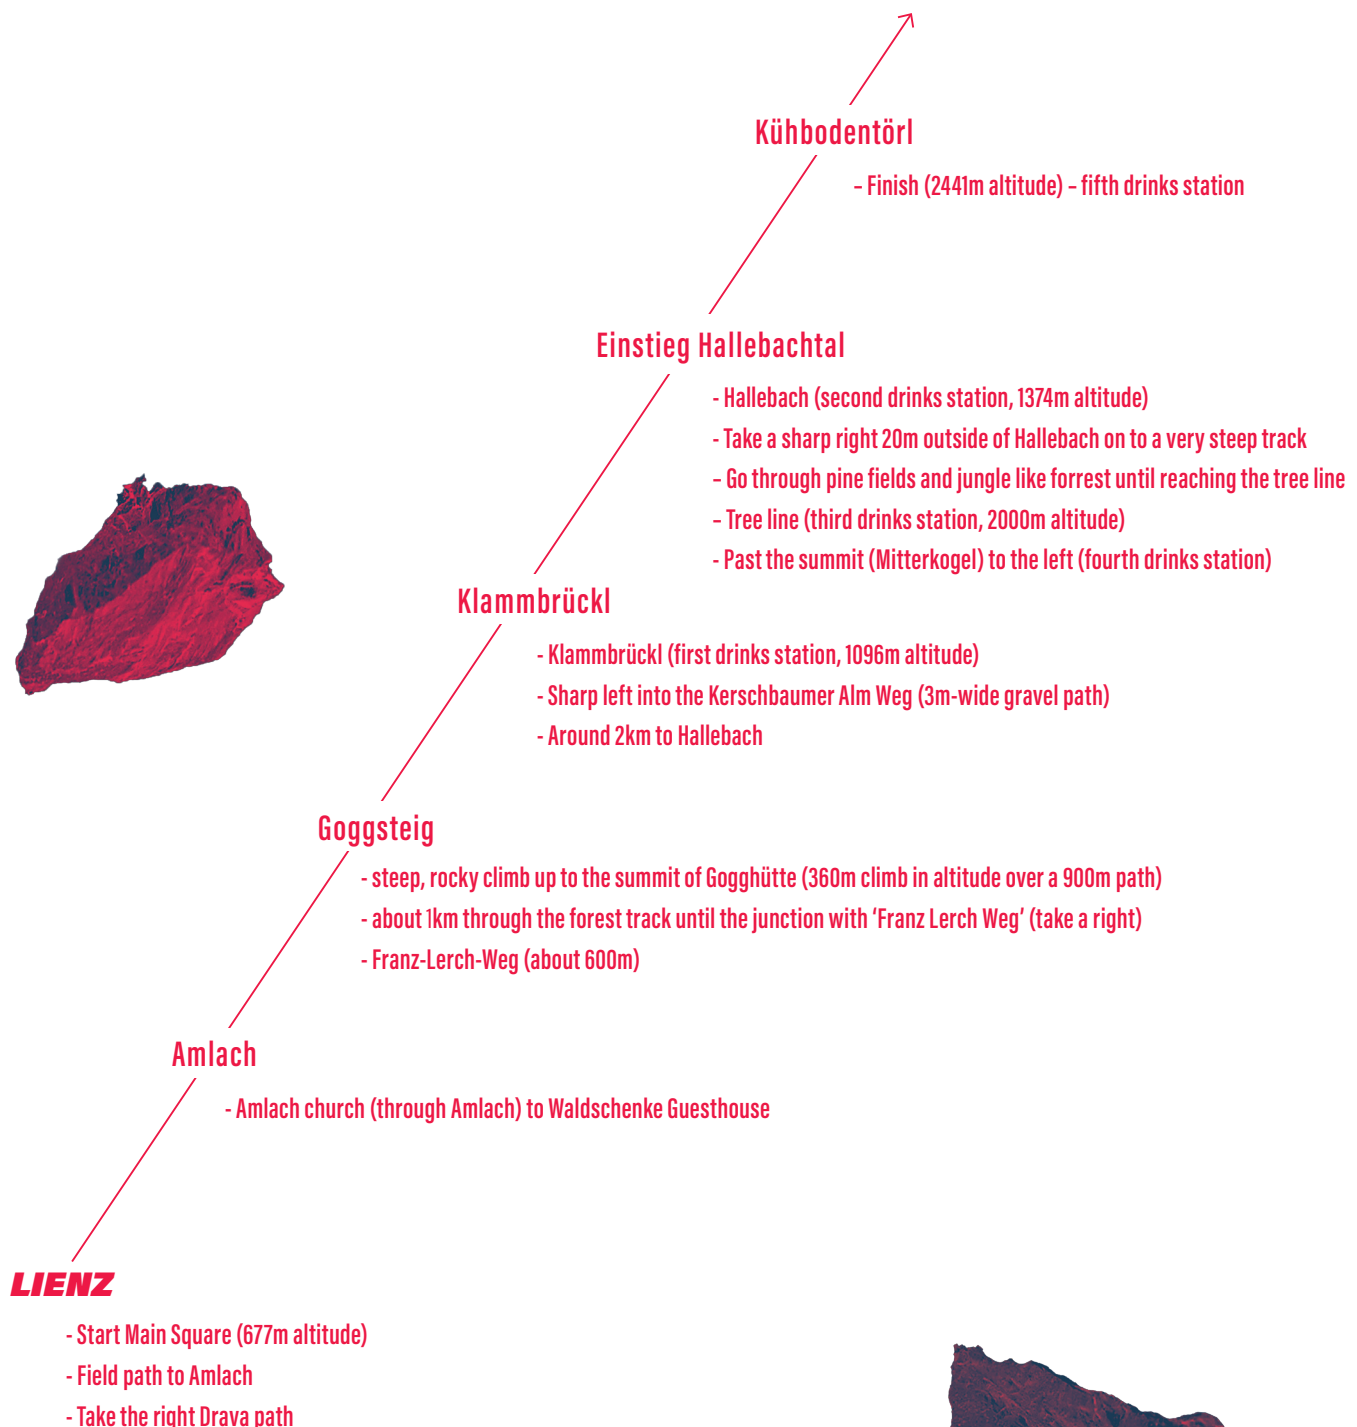 Kühbodentörl
– Finish (2441m altitude) – fifth drinks station
Einstieg Hallebachtal
- Hallebach (second drinks station, 1374m altitude)
- Take a sharp right 20m outside of Hallebach on to a very steep track
– Go through pine fields and jungle like forrest until reaching the tree line
– Tree line (third drinks station, 2000m altitude)
- Past the summit (Mitterkogel) to the left (fourth drinks station)
Klammbrückl
- Klammbrückl (first drinks station, 1096m altitude)
- Sharp left into the Kerschbaumer Alm Weg (3m-wide gravel path)
- Around 2km to Hallebach
Goggsteig
- steep, rocky climb up to the summit of Gogghütte (360m climb in altitude over a 900m path)
- about 1km through the forest track until the junction with ‘Franz Lerch Weg’ (take a right)
- Franz-Lerch-Weg (about 600m)
Amlach
- Amlach church (through Amlach) to Waldschenke Guesthouse
LIENZ
- Start Main Square (677m altitude)
- Field path to Amlach
- Take the right Drava path